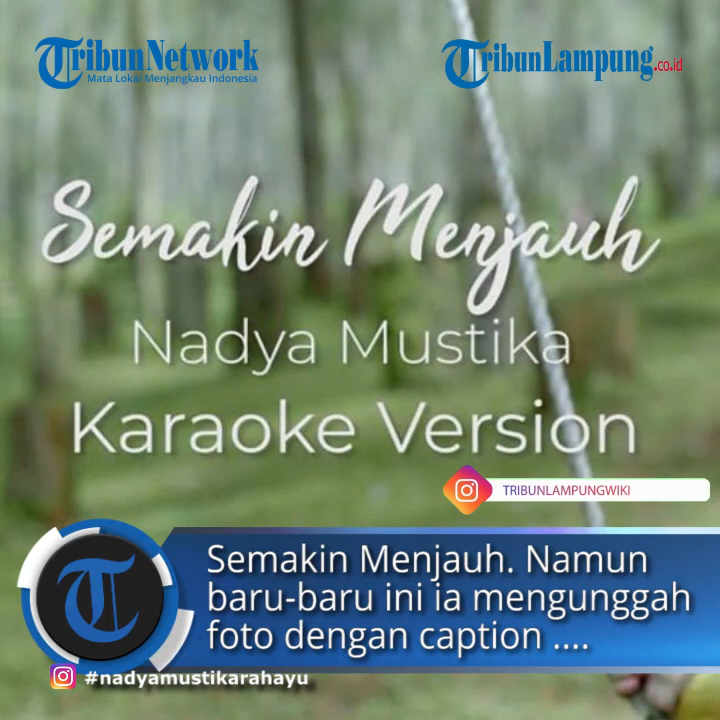 TribunNetwork
Mata Lokal Menjangkau Indonesia
TribunLampung.co.id
Semakin Menjauh
Nadya Mustika
Karaoke Version
TRIBUNLAMPUNGWIKI
Semakin Menjauh. Namun
baru-baru ini ia mengunggah
foto dengan caption ....
#nadyamustikarahayu